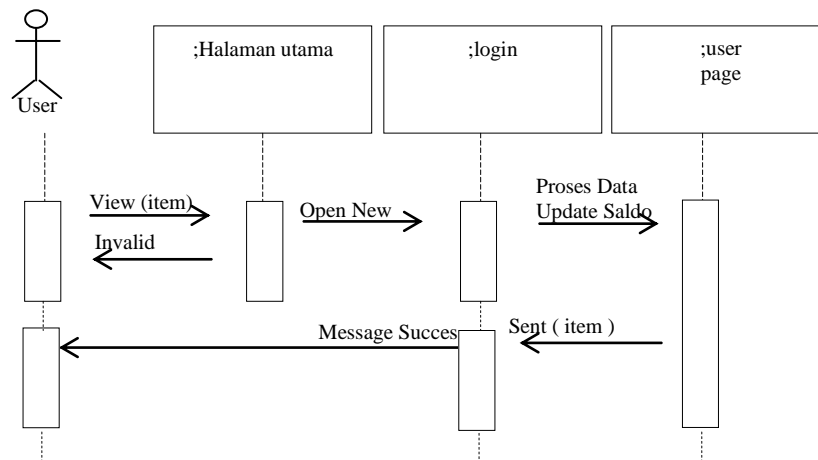 ;Halaman utama
;login
;user
page
User
View (item)
Open New
Proses Data
Update Saldo
Invalid
Message Succes
Sent ( item )